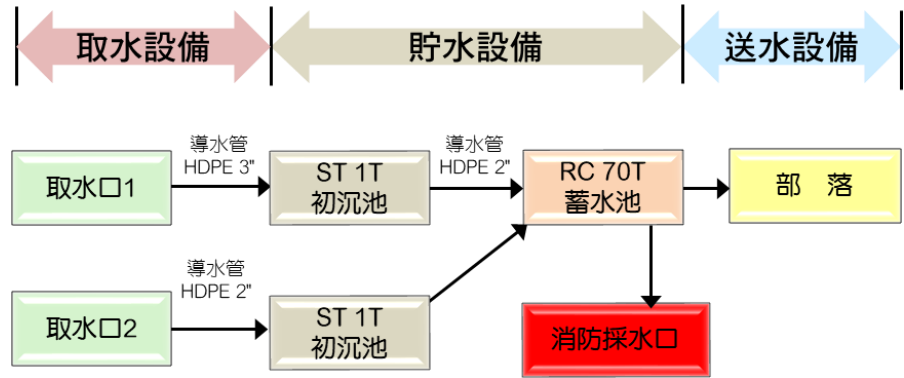 取水設備
貯水設備
送水設備
導水管
HDPE 3"
導水管
HDPE 2"
取水口1
ST 1T
初沉池
RC 70T
蓄水池
部 落
導水管
HDPE 2"
取水口2
ST 1T
初沉池
消防採水口